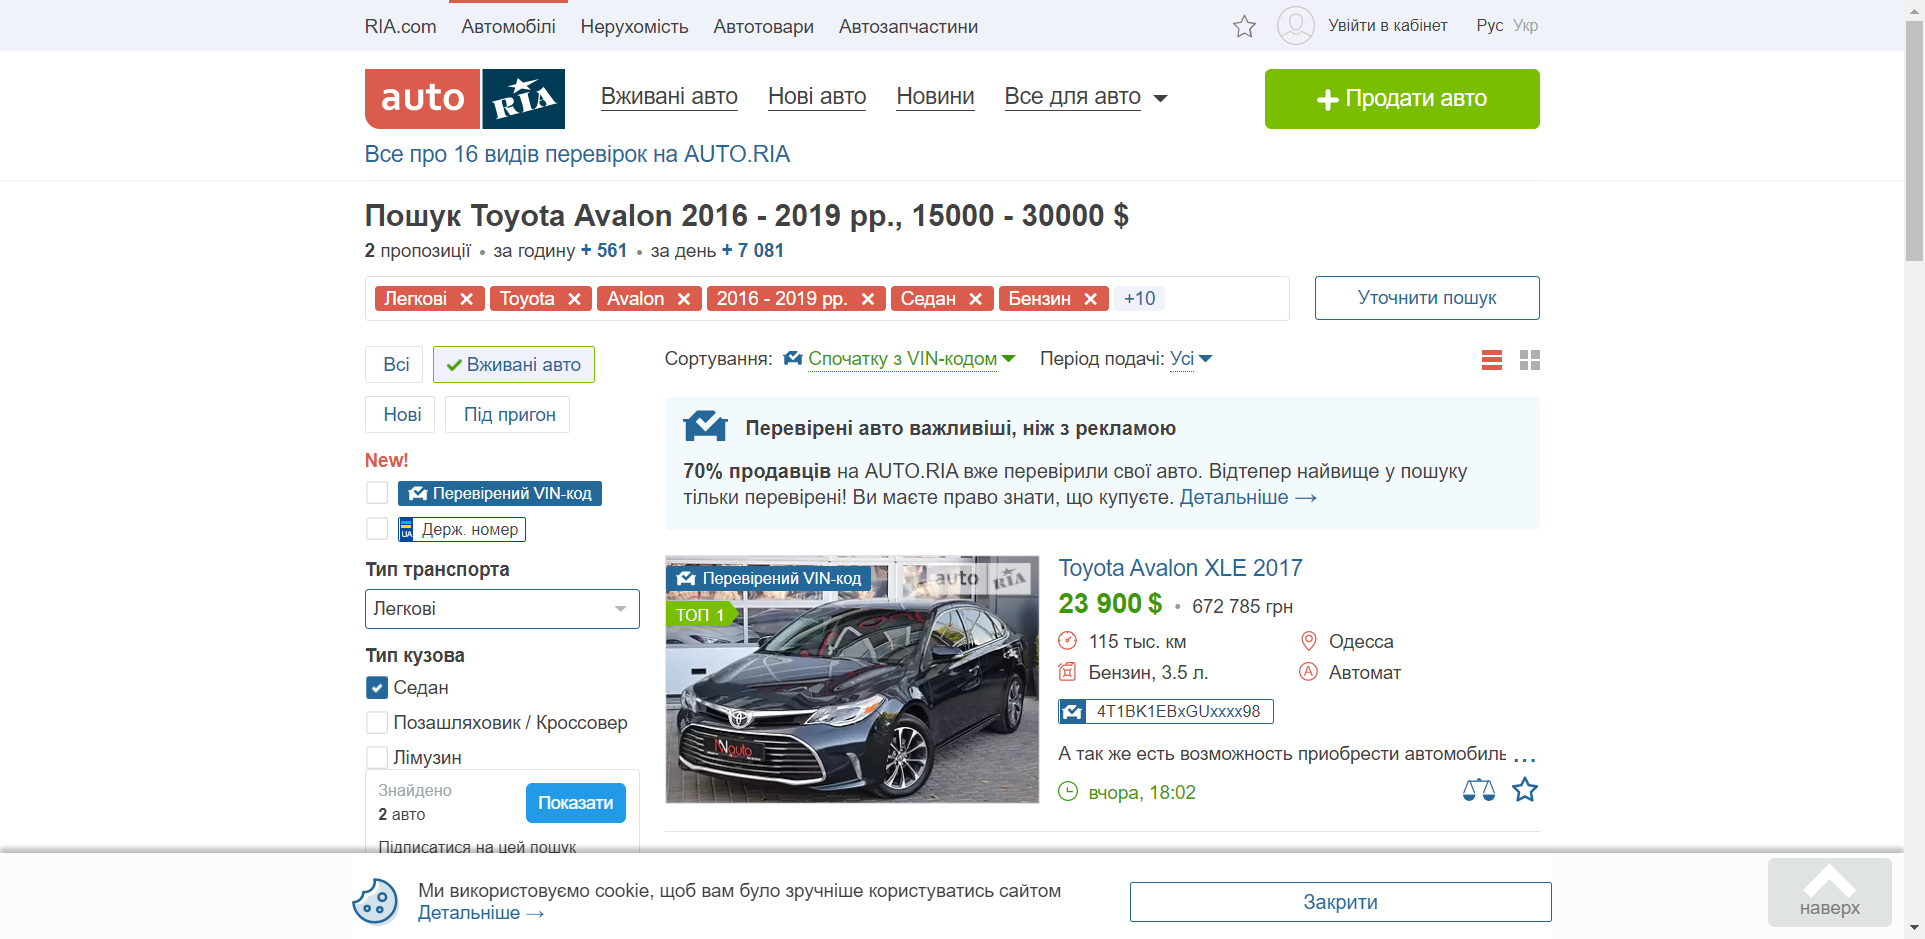 RIA.com Автомобілі Нерухомість Автотовари Автозапчастини Увійти в кабінет Рус Укр
auto RIA Вживані авто Нові авто Новини Все для авто Продати авто
Все про 16 видів перевірок на AUTO.RIA
Пошук Toyota Avalon 2016 - 2019 рр., 15000 - 30000 $
2 пропозиції • за годину + 561 • за день + 7 081
Легкові Toyota Avalon 2016 - 2019 рр. Седан Бензин +10 Уточнити пошук
Всі Вживані авто
Нові Під пригон
New!
Перевірений VIN-код
UA Держ. номер
Тип транспорта
Легкові
Тип кузова
Седан
Позашляховик / Кроссовер
Лімузин
Знайдено
2 авто
Показати
Підписатися на цей пошук
Сортування: Спочатку з VIN-кодом Період подачі: Усі
Перевірені авто важливіші, ніж з рекламою
70% продавців на AUTO.RIA вже перевірили свої авто. Відтепер найвище у пошуку
тільки перевірені! Ви маєте право знати, що купуєте. Детальніше →
Перевірений VIN-код
auto RIA
ТОП 1
NNauto
Toyota Avalon XLE 2017
23 900 $ • 672 785 грн
115 тыс. км Одесса
Бензин, 3.5 л. Автомат
4T1BK1EBxGUxxxx98
А так же есть возможность приобрести автомобиль ...
вчора, 18:02
Ми використовуємо cookie, щоб вам було зручніше користуватись сайтом
Детальніше →
Закрити
наверх